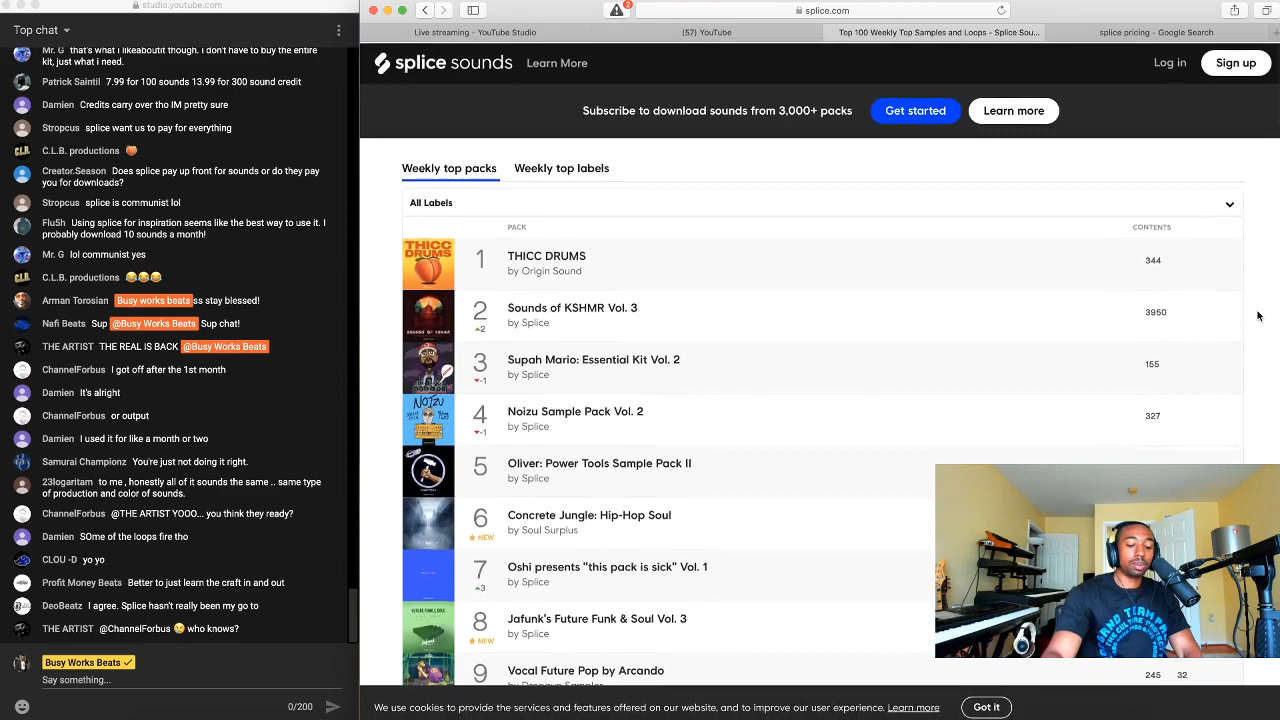 studio.youtube.com
Top chat
Mr. G that's what i likeaboutit though. I don't have to buy the entire
kit, just what i need.
Patrick Saintil 7.99 for 100 sounds 13.99 for 300 sound credit
Damien Credits carry over tho IM pretty sure
Stropcus splice want us to pay for everything
C.L.B. productions 🍑
Creator.Season Does splice pay up front for sounds or do they pay
you for downloads?
Stropcus splice is communist lol
Flu5h Using splice for inspiration seems like the best way to use it. I
probably download 10 sounds a month!
Mr. G lol communist yes
C.L.B. productions 😂😂😂
Arman Torosian Busy works beats ss stay blessed!
Nafi Beats Sup @Busy Works Beats Sup chat!
THE ARTIST THE REAL IS BACK @Busy Works Beats
ChannelForbus I got off after the 1st month
Damien It's alright
ChannelForbus or output
Damien I used it for like a month or two
Samurai Championz You're just not doing it right.
23logaritam to me , honestly all of it sounds the same .. same type
of production and color of sounds.
ChannelForbus @THE ARTIST YOOO... you think they ready?
Damien SOme of the loops fire tho
CLOU -D yo yo
Profit Money Beats Better to just learn the craft in and out
DeoBeatz I agree. Splice hasn't really been my go to
THE ARTIST @ChannelForbus 😢 who knows?
Busy Works Beats
Say something...
0/200
2
splice.com
Live streaming - YouTube Studio
(57) YouTube
Top 100 Weekly Top Samples and Loops - Splice Sou...
splice pricing - Google Search
splice sounds
Learn More
Log in
Sign up
Subscribe to download sounds from 3,000+ packs
Get started
Learn more
Weekly top packs
Weekly top labels
All Labels
PACK
CONTENTS
THICC
DRUMS
1
THICC DRUMS
by Origin Sound
344
SOUNDS OF KSHMR
2
2
Sounds of KSHMR Vol. 3
by Splice
3950
3
-1
Supah Mario: Essential Kit Vol. 2
by Splice
155
NOIZU
4
-1
Noizu Sample Pack Vol. 2
by Splice
327
5
Oliver: Power Tools Sample Pack II
by Splice
6
NEW
Concrete Jungle: Hip-Hop Soul
by Soul Surplus
7
3
Oshi presents "this pack is sick" Vol. 1
by Splice
FUTURE FUNK & SOUL
8
NEW
Jafunk's Future Funk & Soul Vol. 3
by Splice
9
Vocal Future Pop by Arcando
245 32
We use cookies to provide the services and features offered on our website, and to improve our user experience. Learn more
Got it